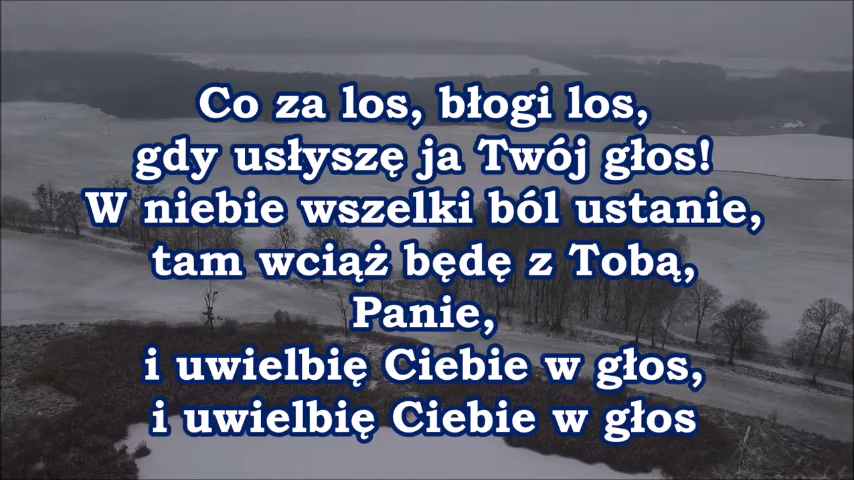 Co za los, błogi los,
gdy usłyszę ja Twój głos!
W niebie wszelki ból ustanie,
tam wciąż będę z Tobą,
Panie,
i uwielbię Ciebie w głos,
i uwielbię Ciebie w głos